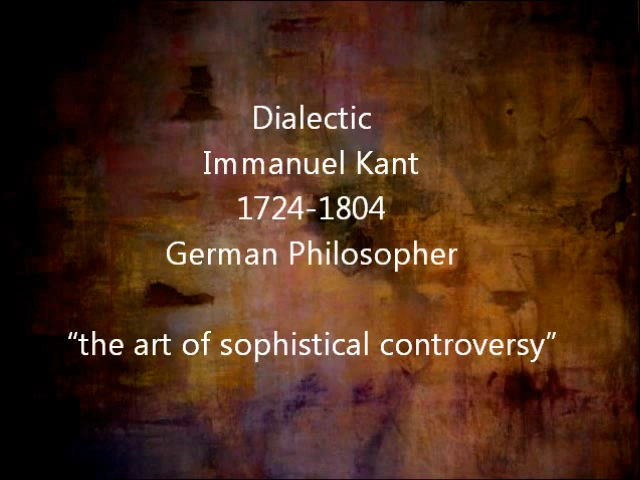 Dialectic
Immanuel Kant
1724-1804
German Philosopher
“the art of sophistical controversy”